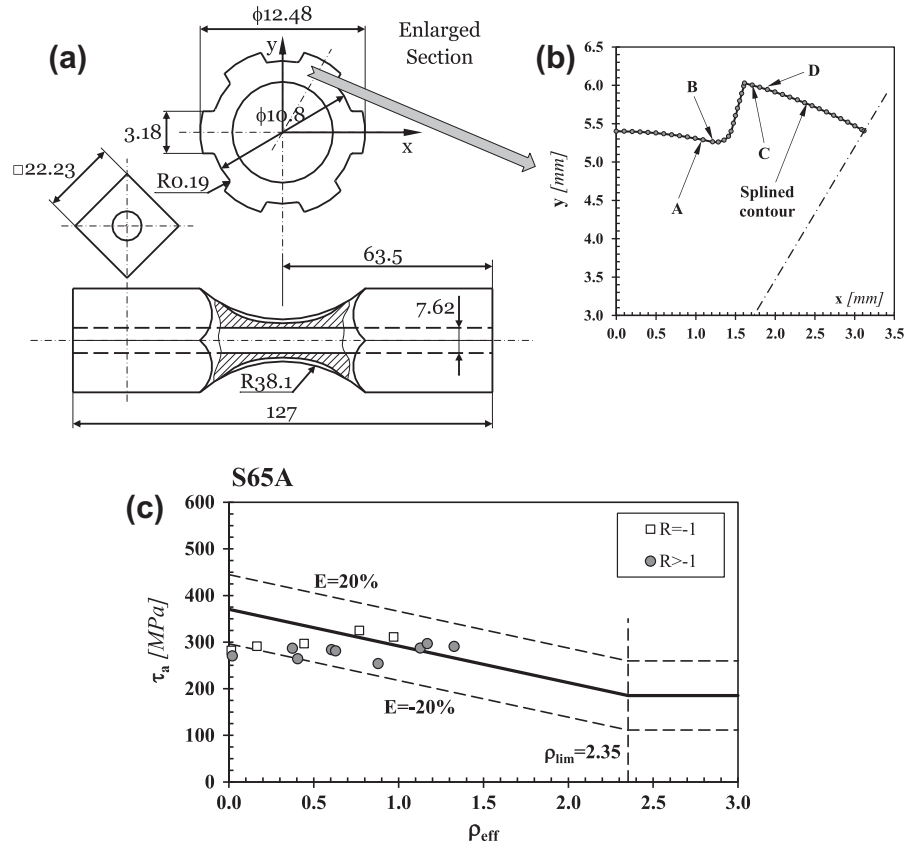 (a)
ϕ12.48
y
Enlarged
Section
3.18
ϕ10.8
x
R0.19
□22.23
63.5
7.62
R38.1
127
(b)
6.5
6.0
5.5
5.0
4.5
4.0
3.5
3.0
y [mm]
B
D
A
C
Splined
contour
x [mm]
0.0 0.5 1.0 1.5 2.0 2.5 3.0 3.5
S65A
(c)
600
500
400
300
200
100
0
τa [MPa]
R=-1
R>-1
E=20%
E=-20%
ρlim=2.35
0.0 0.5 1.0 1.5 2.0 2.5 3.0
ρeff